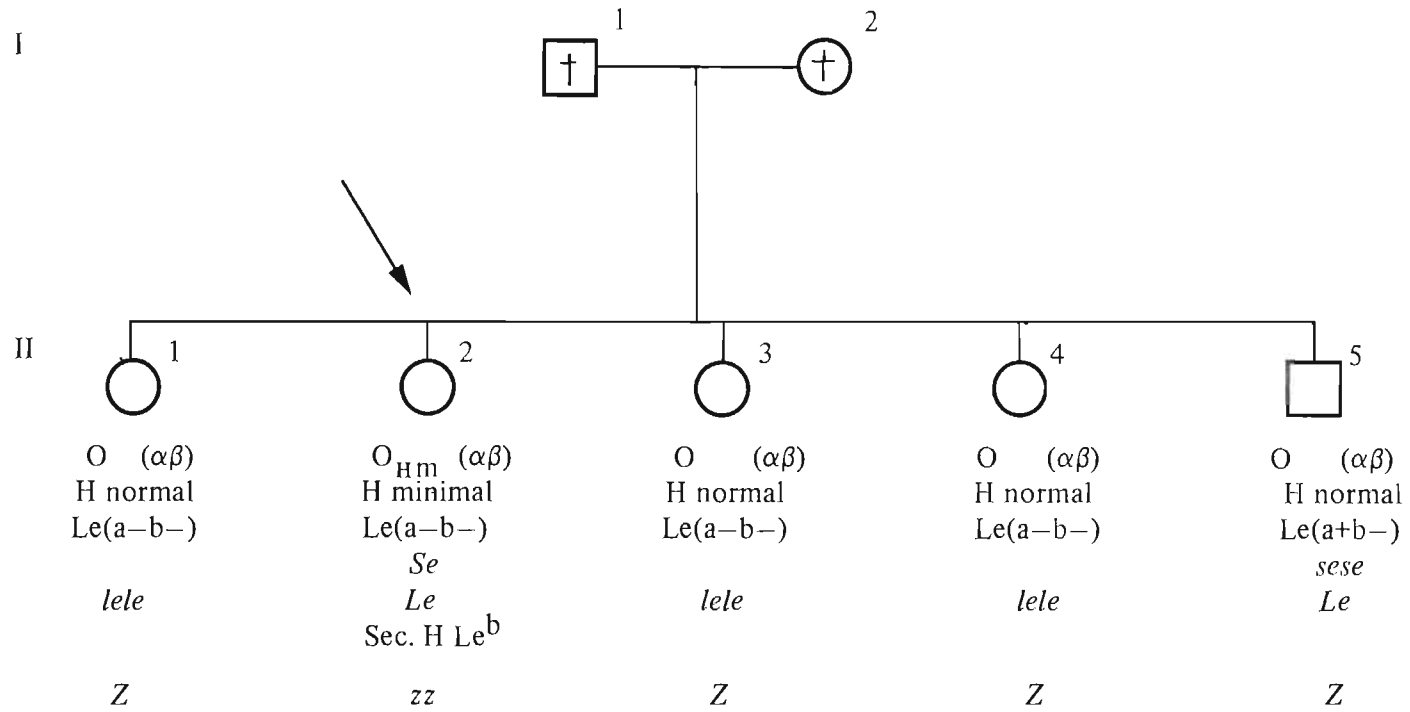 I
1
2
†
†
II
1
2
3
4
5
O (αβ) O_Hm (αβ) O (αβ) O (αβ) O (αβ)
H normal H minimal H normal H normal H normal
Le(a−b−) Le(a−b−) Le(a−b−) Le(a−b−) Le(a+b−)
Se sese
lele Le lele lele Le
Sec. H Le^b
Z zz Z Z Z